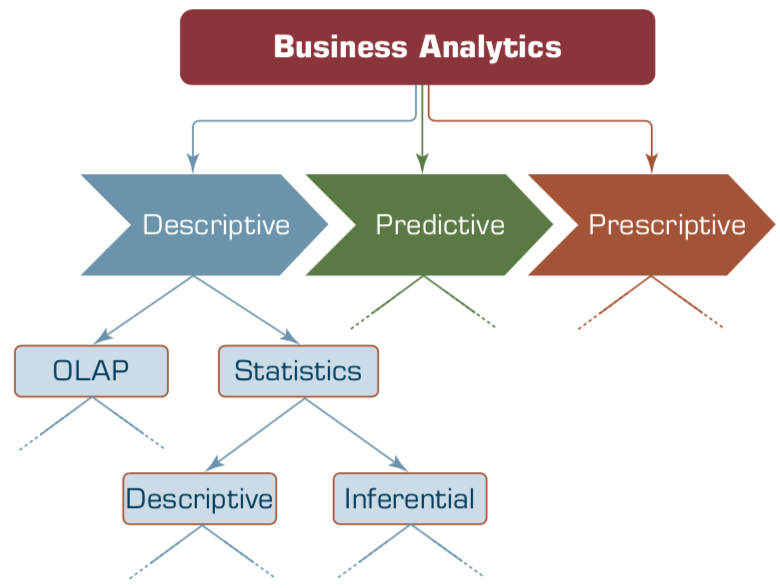 Business Analytics
Descriptive
Predictive
Prescriptive
OLAP
Statistics
Descriptive
Inferential